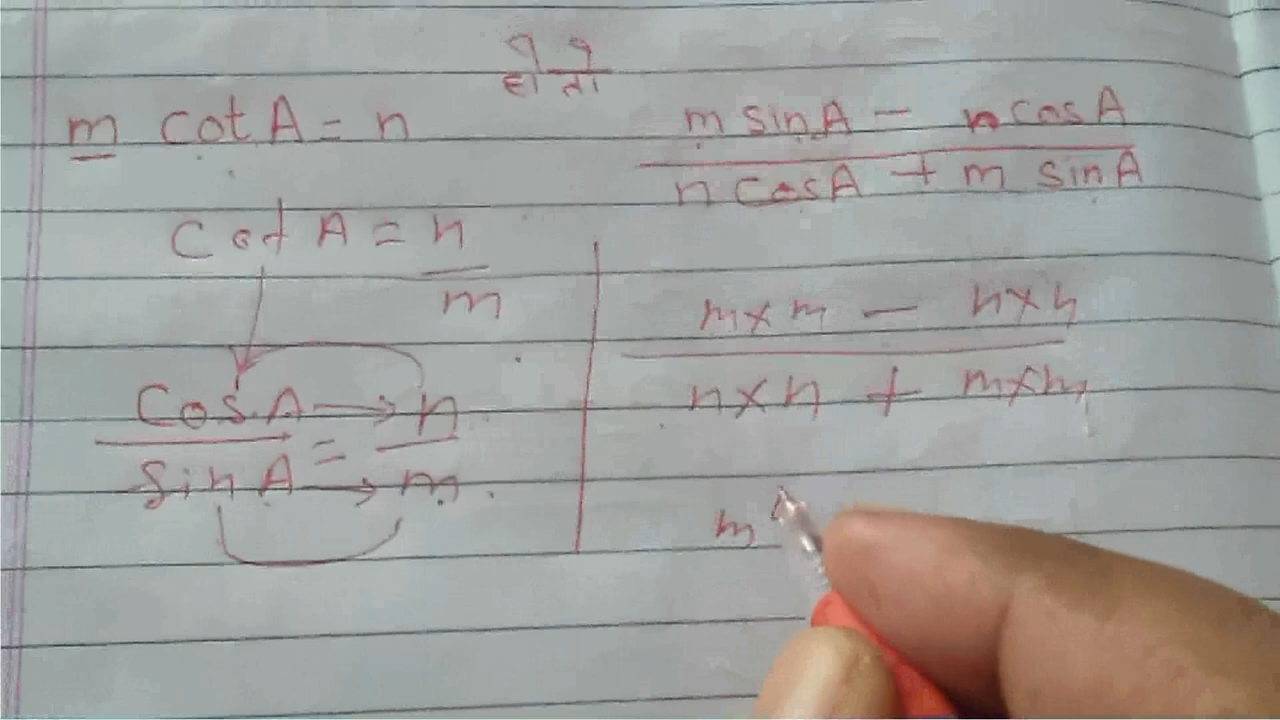 m cot A = n
m sin A - n cos A
n cos A + m sin A
cot A = n
m
m × m - n × n
n × n + m × m
Cos A → n
=
Sin A → m
m